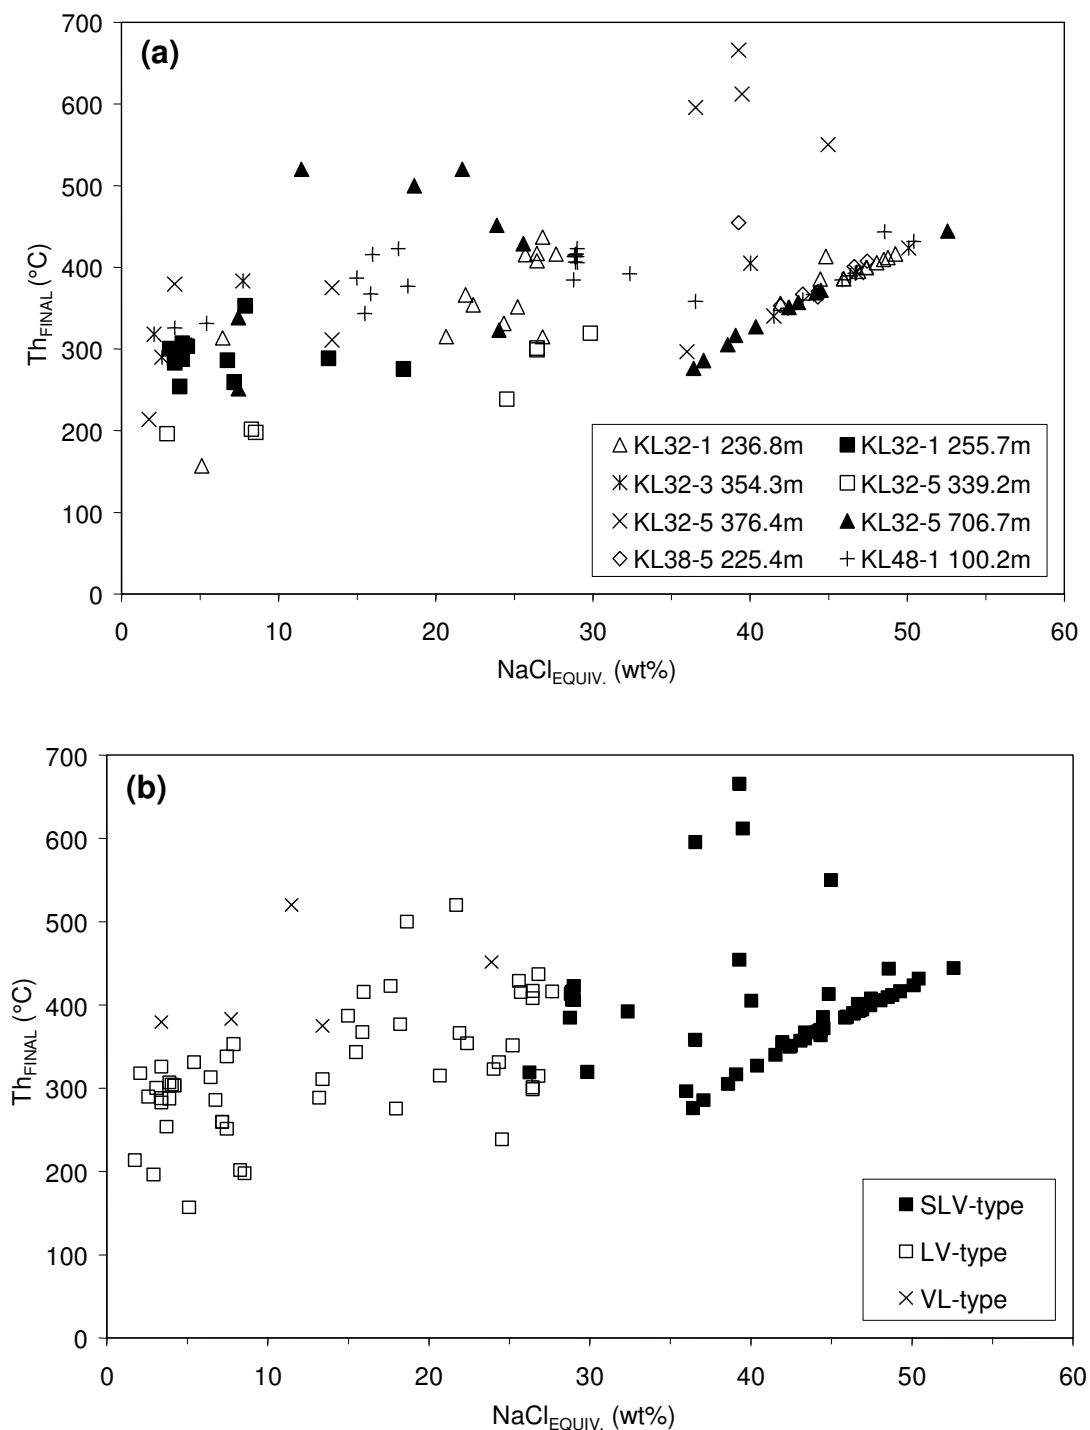 700
(a)
600
500
400
300
200
100
0
Th_FINAL (°C)
KL32-1 236.8m
KL32-1 255.7m
KL32-3 354.3m
KL32-5 339.2m
KL32-5 376.4m
KL32-5 706.7m
KL38-5 225.4m
KL48-1 100.2m
0 10 20 30 40 50 60
NaCl_EQUIV. (wt%)
700
(b)
600
500
400
300
200
100
0
Th_FINAL (°C)
SLV-type
LV-type
VL-type
0 10 20 30 40 50 60
NaCl_EQUIV. (wt%)